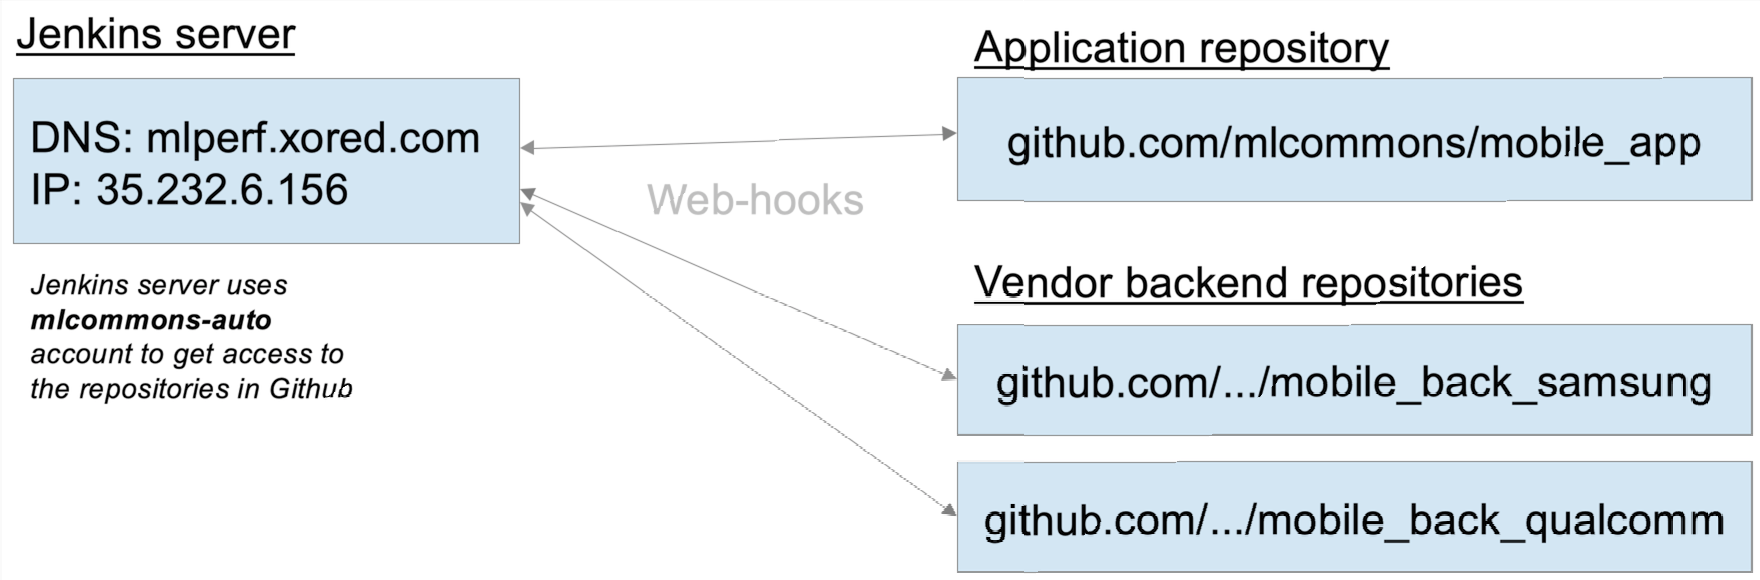 Jenkins server
DNS: mlperf.xored.com
IP: 35.232.6.156
Jenkins server uses
mlcommons-auto
account to get access to
the repositories in Github
Web-hooks
Application repository
github.com/mlcommons/mobile_app
Vendor backend repositories
github.com/.../mobile_back_samsung
github.com/.../mobile_back_qualcomm